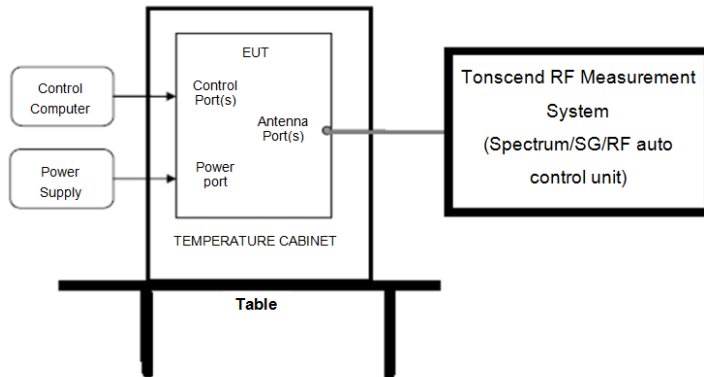 EUT
Control
Computer
Control
Port(s)
Antenna
Port(s)
Power
Supply
Power
port
TEMPERATURE CABINET
Table
Tonscend RF Measurement
System
(Spectrum/SG/RF auto
control unit)